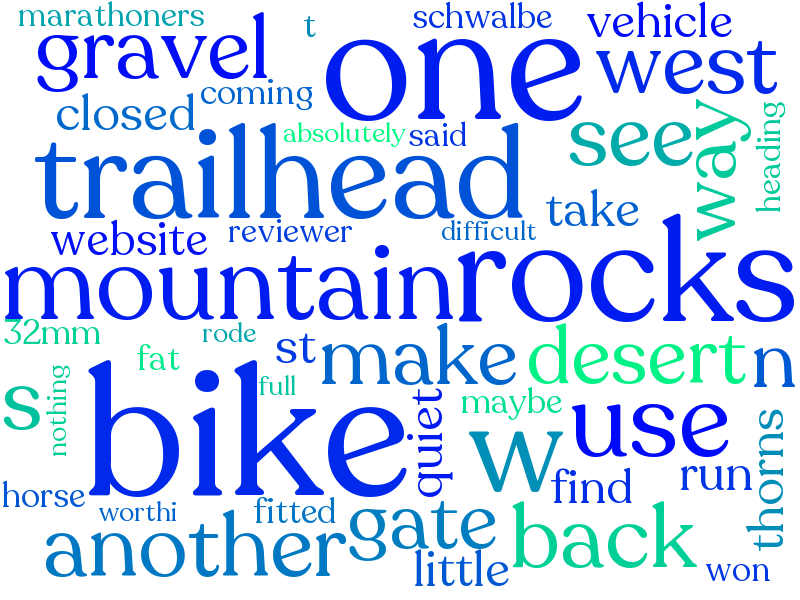 marathoners
t
schwalbe
vehicle
gravel
one
west
coming
closed
absolutely
said
see
way
heading
trailhead
take
website
reviewer
difficult
mountain
rocks
32mm
rode
fat
st
make
desert
n
s
nothing
full
bike
quiet
maybe
w
use
thorns
horse
worthi
fitted
find
run
another
gate
back
little
won